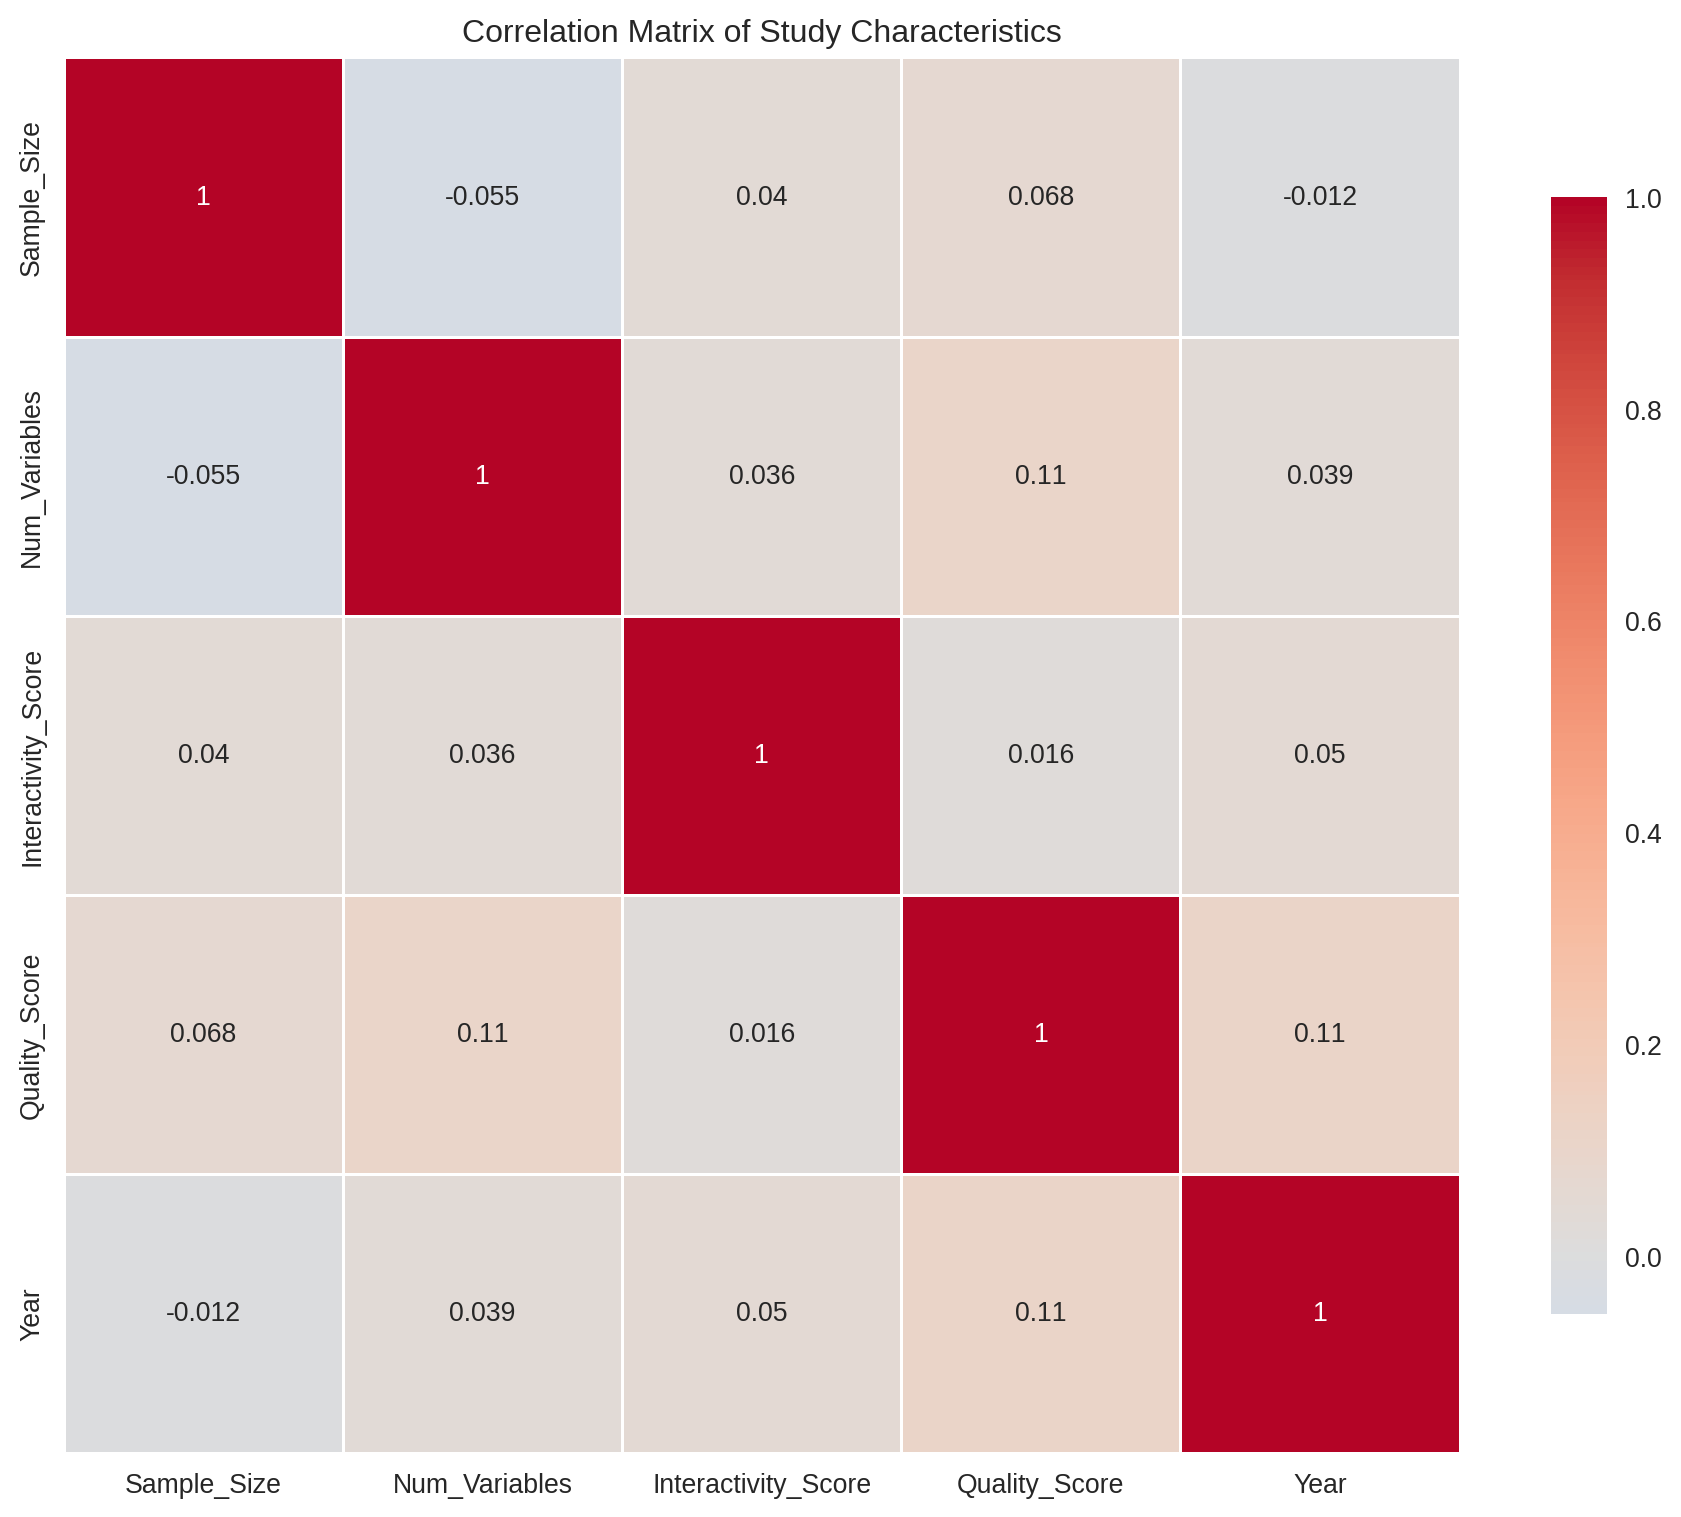 Correlation Matrix of Study Characteristics
Sample_Size
1
-0.055
0.04
0.068
-0.012
Num_Variables
-0.055
1
0.036
0.11
0.039
Interactivity_Score
0.04
0.036
1
0.016
0.05
Quality_Score
0.068
0.11
0.016
1
0.11
Year
-0.012
0.039
0.05
0.11
1
Sample_Size
Num_Variables
Interactivity_Score
Quality_Score
Year
1.0
0.8
0.6
0.4
0.2
0.0